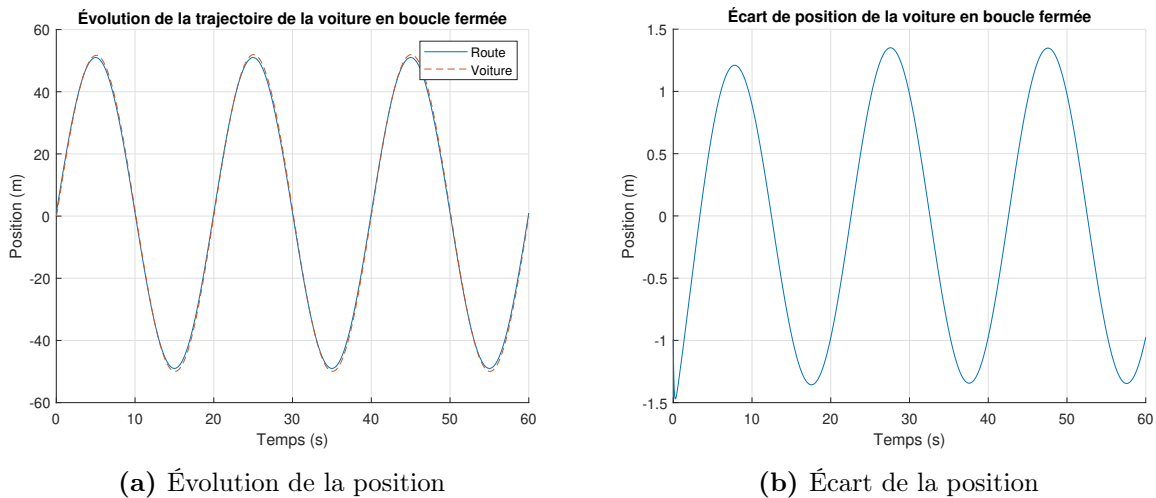 Évolution de la trajectoire de la voiture en boucle fermée
60
40
20
0
-20
-40
-60
Position (m)
Route
Voiture
0 10 20 30 40 50 60
Temps (s)
(a) Évolution de la position
Écart de position de la voiture en boucle fermée
1.5
1
0.5
0
-0.5
-1
-1.5
Position (m)
0 10 20 30 40 50 60
Temps (s)
(b) Écart de la position